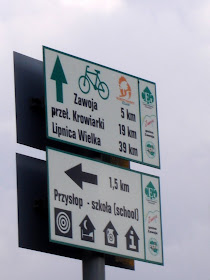 Zawoja 5 km
przeł. Krowiarki 19 km
Lipnica Wielka 39 km
1,5 km
Przysłop - szkoła (school)